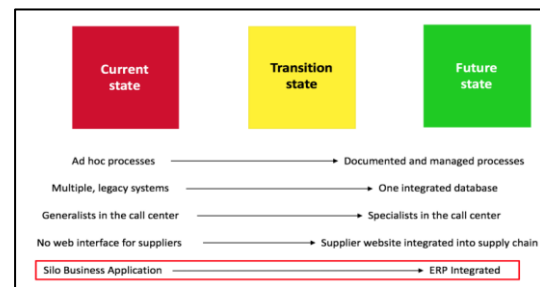 Current
state
Transition
state
Future
state
Ad hoc processes
Documented and managed processes
Multiple, legacy systems
One integrated database
Generalists in the call center
Specialists in the call center
No web interface for suppliers
Supplier website integrated into supply chain
Silo Business Application
ERP Integrated